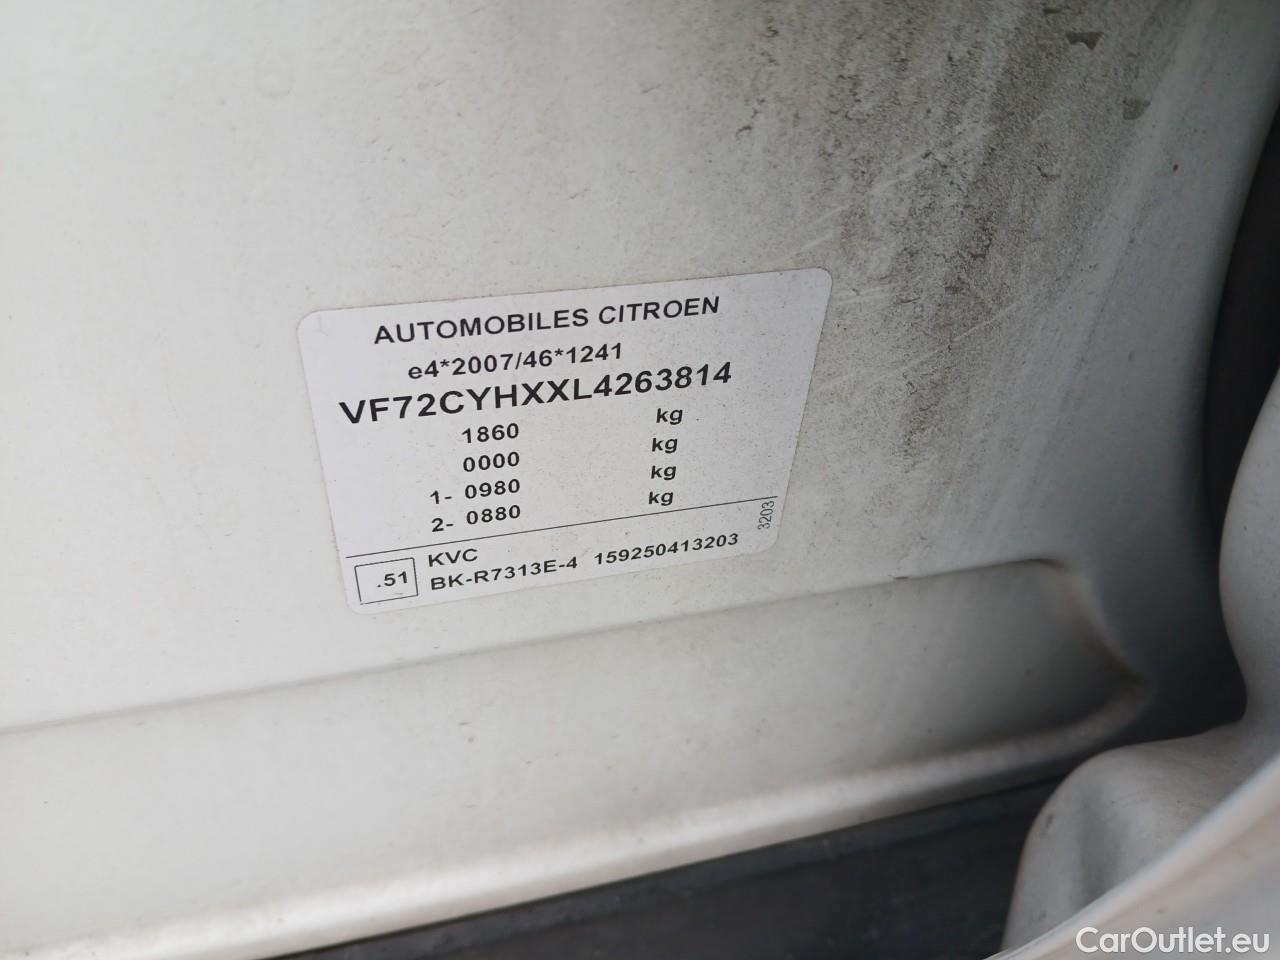 AUTOMOBILES CITROEN
e4*2007/46*1241
VF72CYHXXL4263814
1860 kg
0000 kg
1- 0980 kg
2- 0880 kg
3203
.51 KVC
BK-R7313E-4 159250413203
CarOutlet.eu